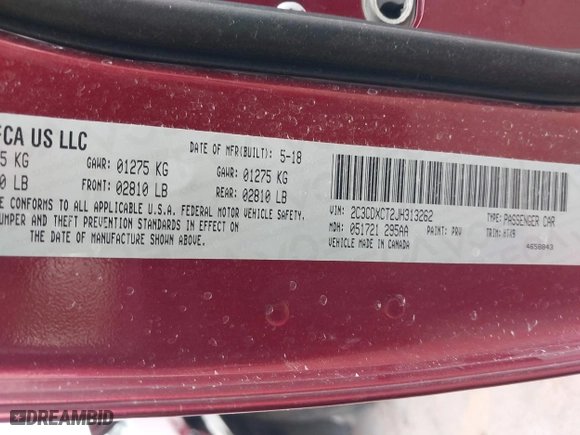 FCA US LLC
DATE OF MFR(BUILT): 5-18
5 KG GAWR: 01275 KG GAWR: 01275 KG
0 LB FRONT: 02810 LB REAR: 02810 LB
E CONFORMS TO ALL APPLICABLE U.S.A. FEDERAL MOTOR VEHICLE SAFETY,
UMPER AND THEFT PREVENTION STANDARDS IN EFFECT ON
THE DATE OF MANUFACTURE SHOWN ABOVE.
VIN: 2C3CDXCT2JH313262 TYPE: PASSENGER CAR
MDH: 051721 295AA PAINT: PRV TRIM: HTX9
VEHICLE MADE IN CANADA 4658843
DREAMBID